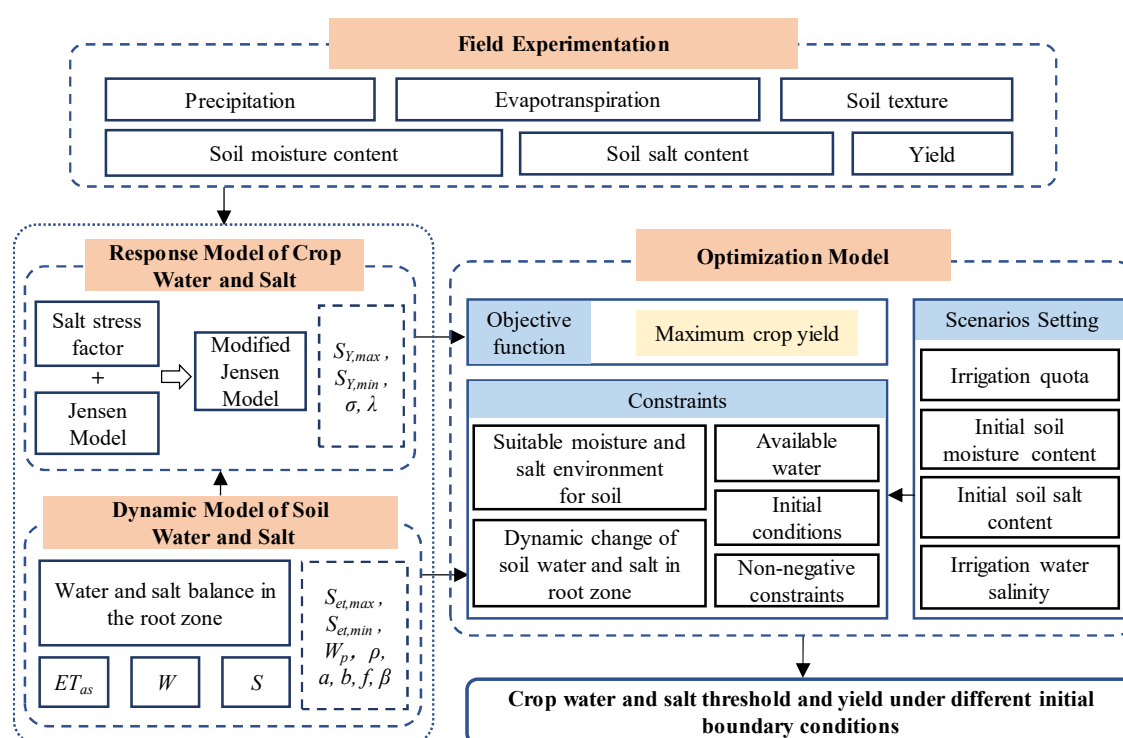 Field Experimentation
Precipitation
Evapotranspiration
Soil texture
Soil moisture content
Soil salt content
Yield
Response Model of Crop
Water and Salt
Salt stress
factor
+
Jensen
Model
Modified
Jensen
Model
S_{Y,max} ,
S_{Y,min} ,
σ, λ
Dynamic Model of Soil
Water and Salt
Water and salt balance in
the root zone
ET_{as}
W
S
S_{et,max} ,
S_{et,min} ,
W_p, ρ,
a, b, f, β
Optimization Model
Objective
function
Maximum crop yield
Constraints
Suitable moisture and
salt environment
for soil
Dynamic change of
soil water and salt in
root zone
Available
water
Initial
conditions
Non-negative
constraints
Scenarios Setting
Irrigation quota
Initial soil
moisture content
Initial soil salt
content
Irrigation water
salinity
Crop water and salt threshold and yield under different initial
boundary conditions